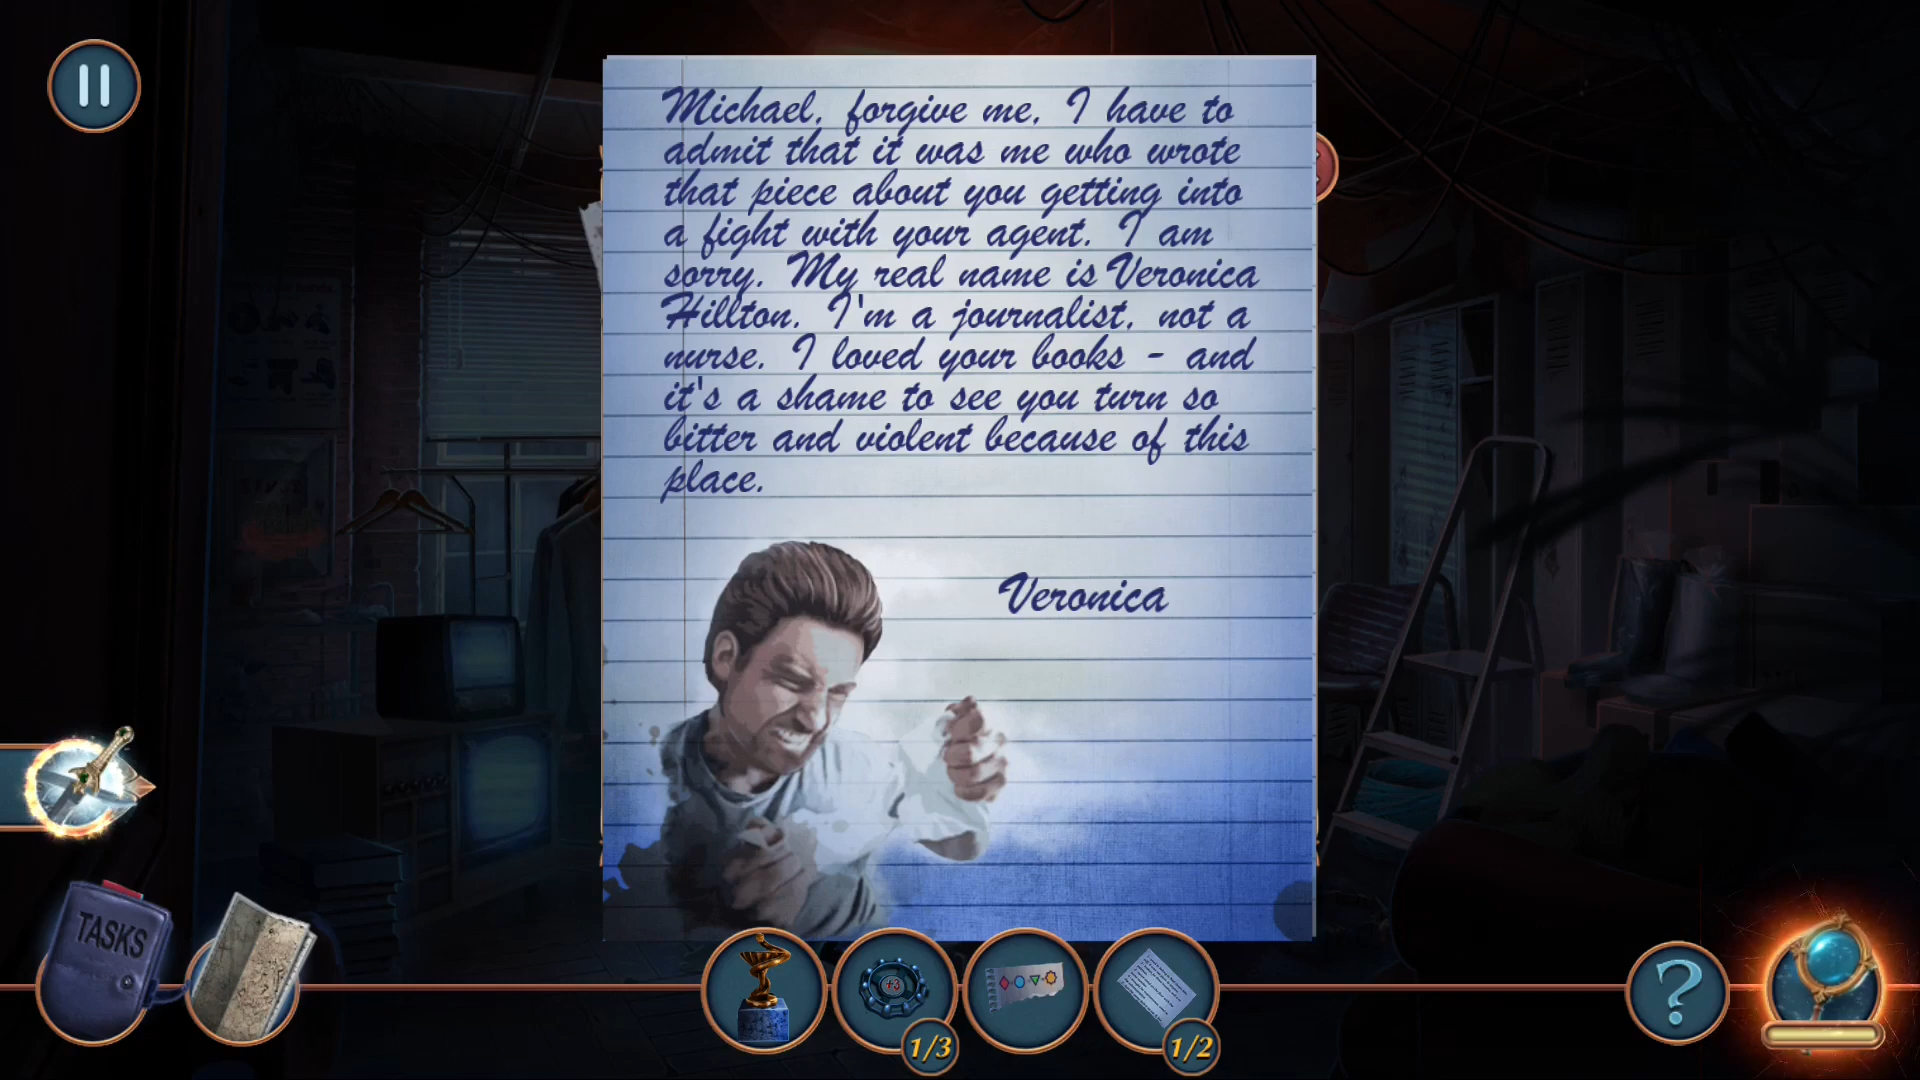 Michael, forgive me, I have to
admit that it was me who wrote
that piece about you getting into
a fight with your agent. I am
sorry. My real name is Veronica
Hillton. I'm a journalist, not a
nurse. I loved your books - and
it's a shame to see you turn so
bitter and violent because of this
place.
Veronica
TASKS
+3
1/3
1/2
?